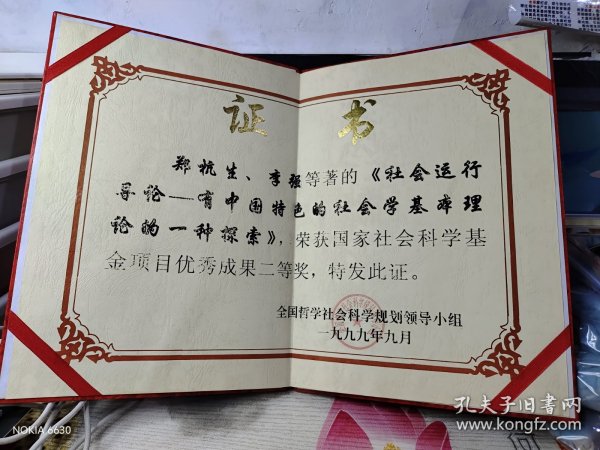 证 书
郑杭生、李强等著的《社会运行
导论——有中国特色的社会学基本理
论的一种探索》,荣获国家社会科学基
金项目优秀成果二等奖,特发此证。
全国哲学社会科学规划领导小组
一九九九年九月
NOKIA 6630
孔夫子旧书网
www.kongfz.com